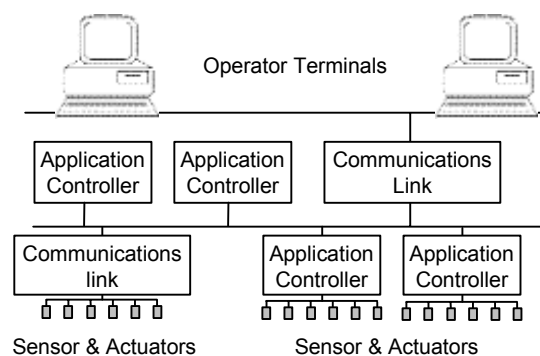 Operator Terminals
Application
Controller
Application
Controller
Communications
Link
Communications
link
Application
Controller
Application
Controller
Sensor & Actuators
Sensor & Actuators